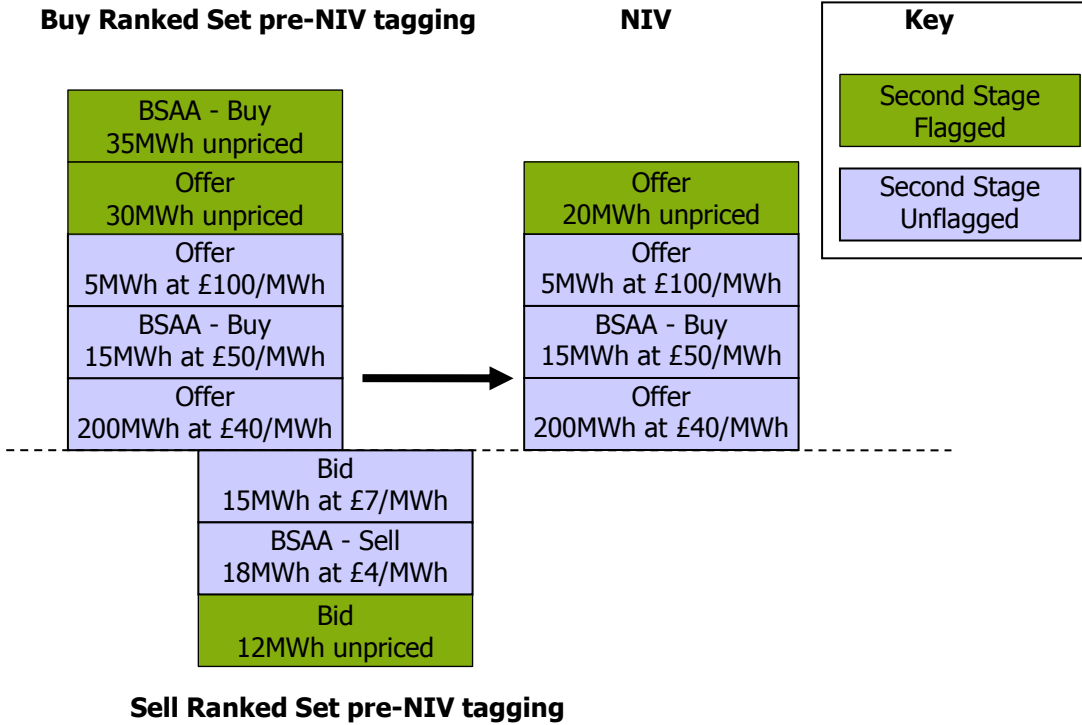 Buy Ranked Set pre-NIV tagging
BSAA - Buy
35MWh unpriced
Offer
30MWh unpriced
Offer
5MWh at £100/MWh
BSAA - Buy
15MWh at £50/MWh
Offer
200MWh at £40/MWh
Bid
15MWh at £7/MWh
BSAA - Sell
18MWh at £4/MWh
Bid
12MWh unpriced
Sell Ranked Set pre-NIV tagging
NIV
Offer
20MWh unpriced
Offer
5MWh at £100/MWh
BSAA - Buy
15MWh at £50/MWh
Offer
200MWh at £40/MWh
Key
Second Stage
Flagged
Second Stage
Unflagged